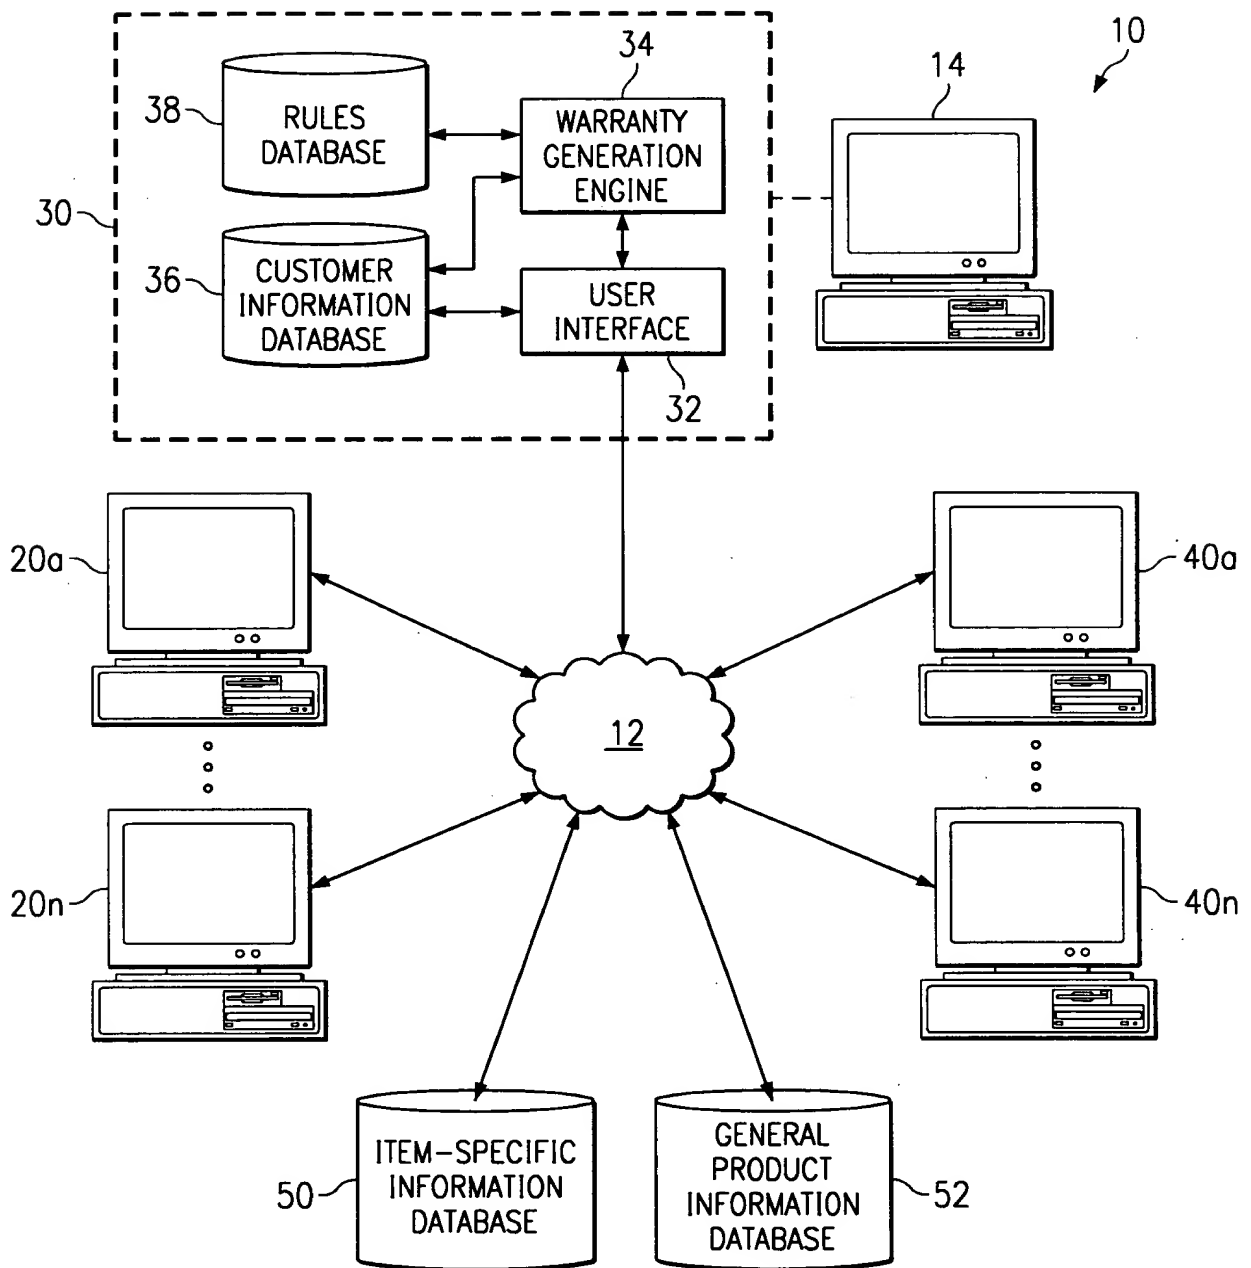 10
34
14
38
RULES
DATABASE
WARRANTY
GENERATION
ENGINE
30
36
CUSTOMER
INFORMATION
DATABASE
USER
INTERFACE
32
20a
40a
12
20n
40n
50
ITEM-SPECIFIC
INFORMATION
DATABASE
GENERAL
PRODUCT
INFORMATION
DATABASE
52